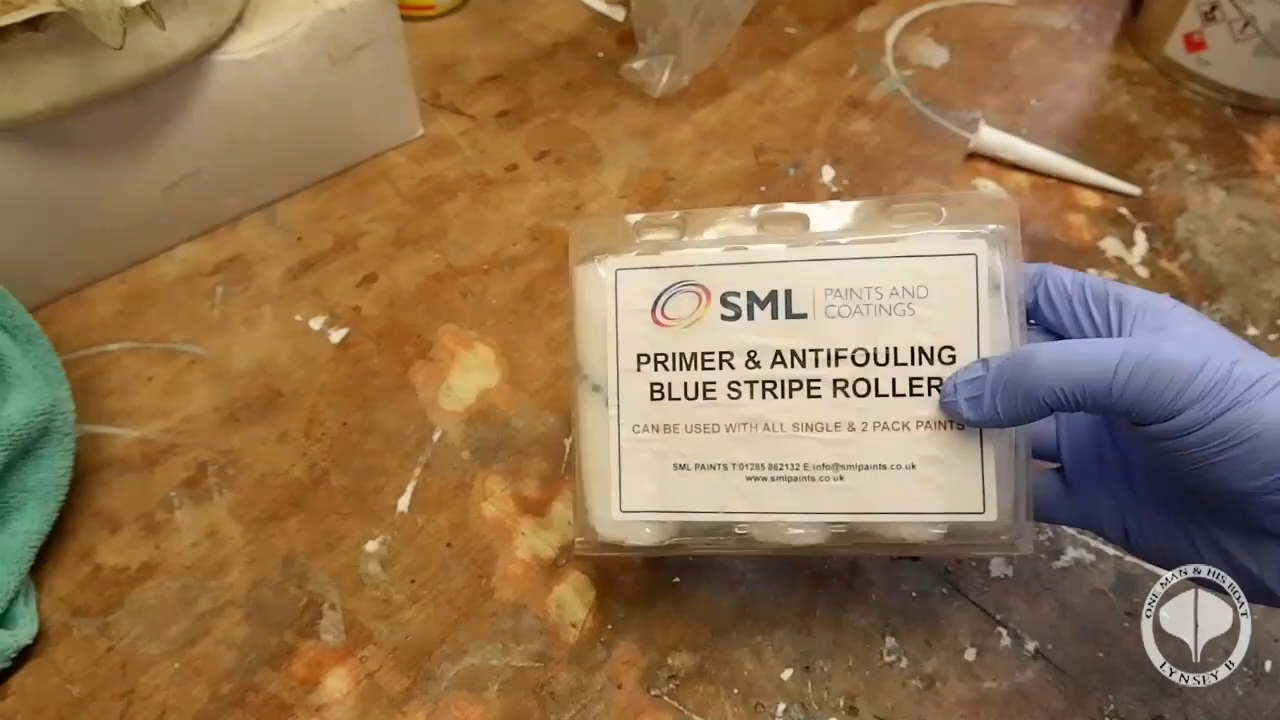 SML PAINTS AND
COATINGS
PRIMER & ANTIFOULING
BLUE STRIPE ROLLER
CAN BE USED WITH ALL SINGLE & 2 PACK PAINTS
SML PAINTS T:01285 862132 E:info@smlpaints.co.uk
www.smlpaints.co.uk
ONE MAN & HIS BOAT
LYNSEY B